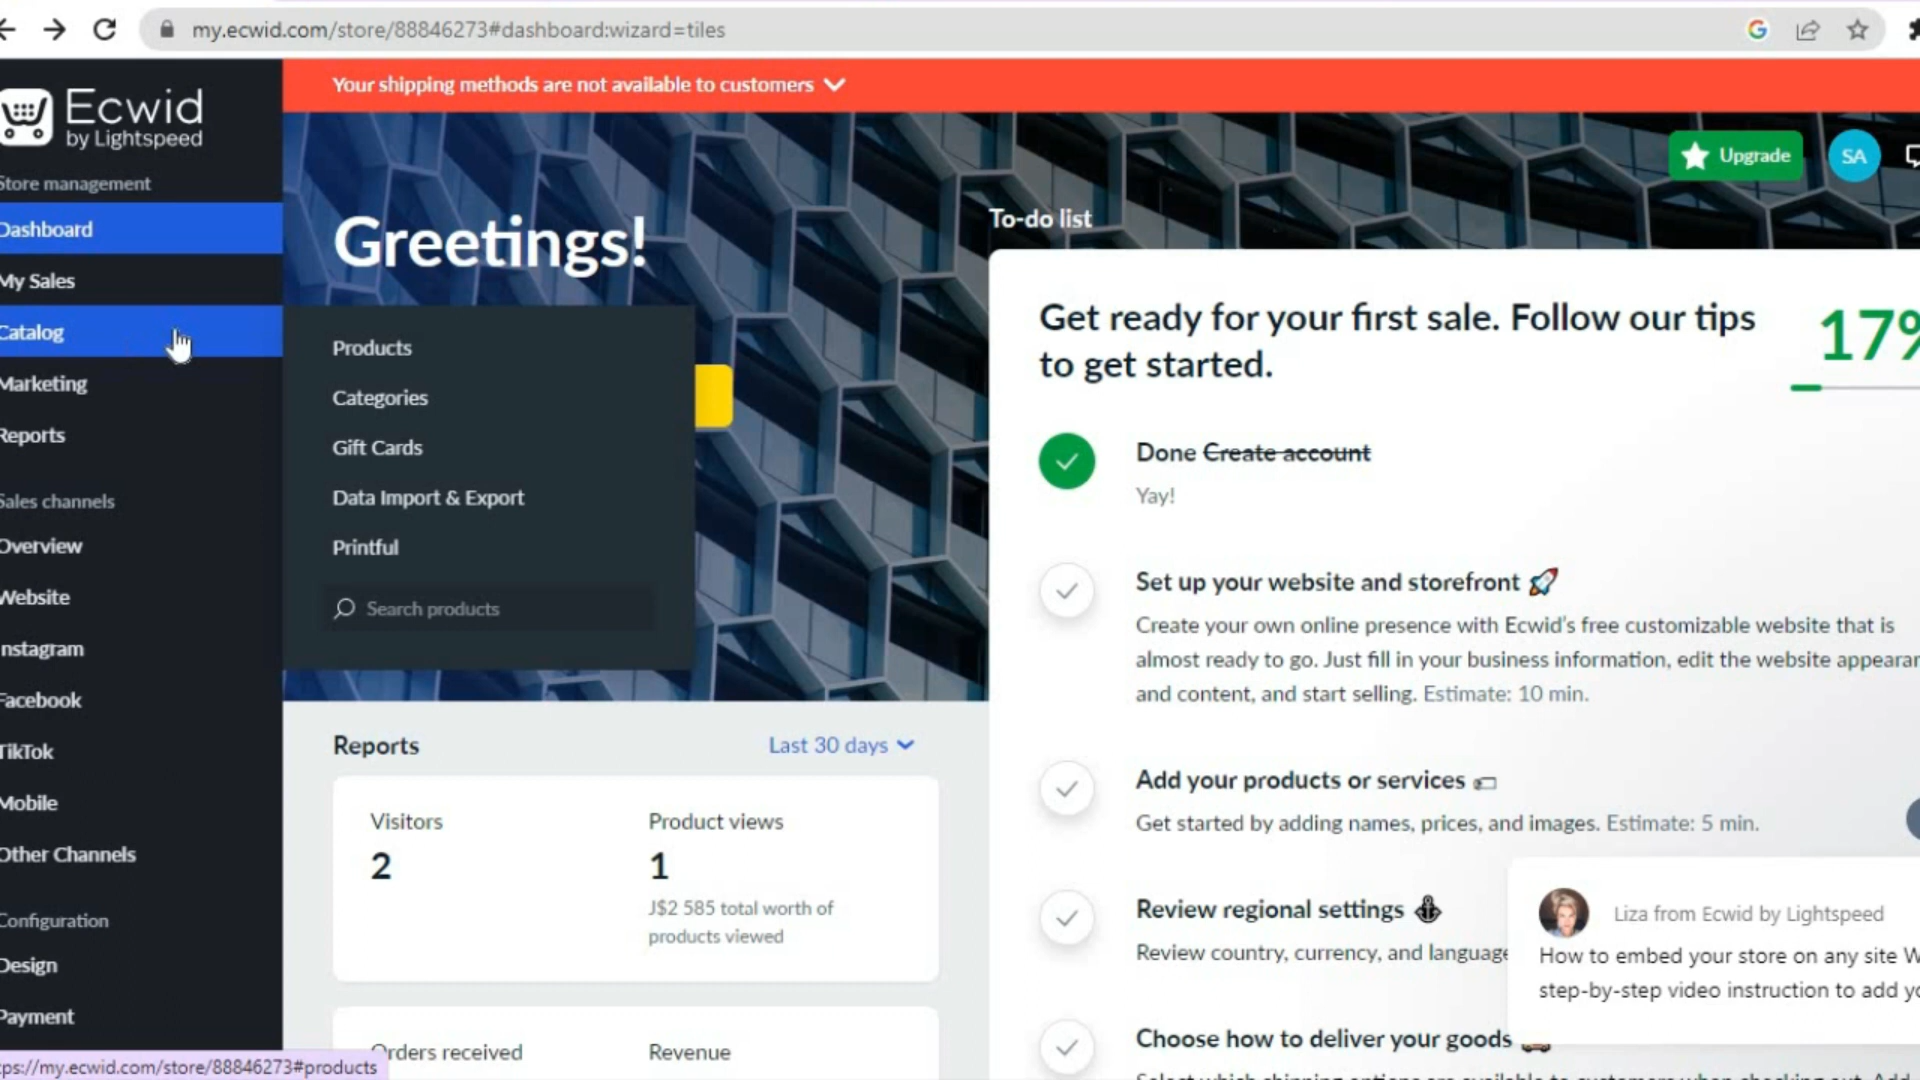 my.ecwid.com/store/88846273#dashboard:wizard=tiles
Your shipping methods are not available to customers
Ecwid
by Lightspeed
Store management
Dashboard
My Sales
Catalog
Marketing
Reports
Sales channels
Overview
Website
Instagram
Facebook
TikTok
Mobile
Other Channels
Configuration
Design
Payment
tps://my.ecwid.com/store/88846273#products
Greetings!
Products
Categories
Gift Cards
Data Import & Export
Printful
Search products
Reports
Last 30 days
Visitors
2
Product views
1
J$2 585 total worth of
products viewed
Orders received
Revenue
Upgrade
SA
To-do list
Get ready for your first sale. Follow our tips
to get started.
17%
Done Create account
Yay!
Set up your website and storefront
Create your own online presence with Ecwid's free customizable website that is
almost ready to go. Just fill in your business information, edit the website appearan
and content, and start selling. Estimate: 10 min.
Add your products or services
Get started by adding names, prices, and images. Estimate: 5 min.
Review regional settings
Review country, currency, and language
Choose how to deliver your goods
Liza from Ecwid by Lightspeed
How to embed your store on any site W
step-by-step video instruction to add yo